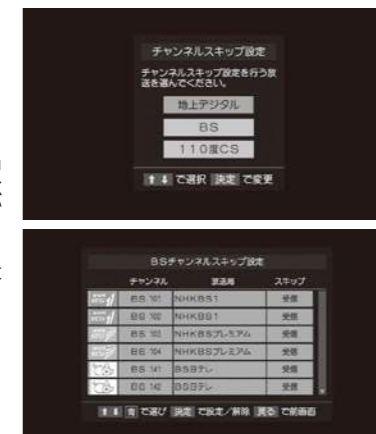 チャンネルスキップ設定
チャンネルスキップ設定を行う放
送を選んでください。
地上デジタル
BS
110度CS
で選択 決定 で変更
BSチャンネルスキップ設定
チャンネル 放送局 スキップ
BS 101 NHKBS1 受信
BS 102 NHKBS1 受信
BS 103 NHKBSプレミアム 受信
BS 104 NHKBSプレミアム 受信
BS 141 BS日テレ 受信
BS 142 BS日テレ 受信
で選び 決定 で設定/解除 戻る で前画面